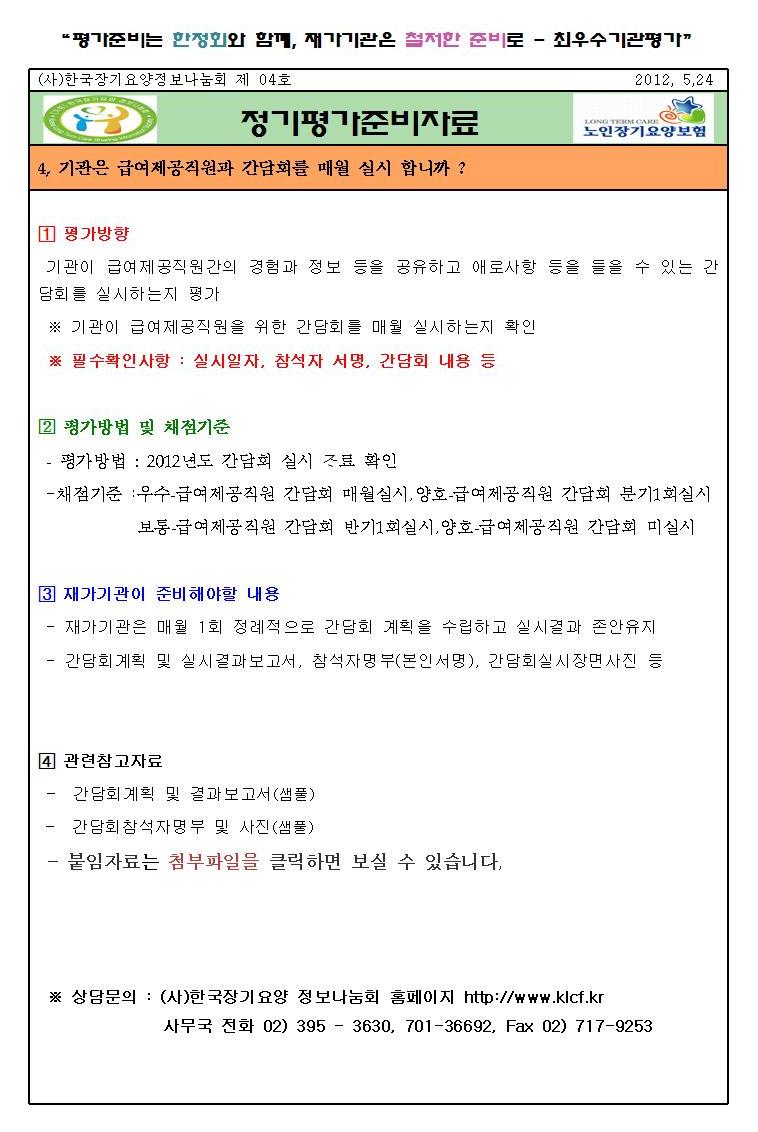 “평가준비는 한정회와 함께, 재가기관은 철저한 준비로 - 최우수기관평가”
(사)한국장기요양정보나눔회 제 04호 2012, 5,24
정기평가준비자료
LONG TERM CARE
노인장기요양보험
4, 기관은 급여제공직원과 간담회를 매월 실시 합니까 ?
1 평가방향
기관이 급여제공직원간의 경험과 정보 등을 공유하고 애로사항 등을 들을 수 있는 간
담회를 실시하는지 평가
※ 기관이 급여제공직원을 위한 간담회를 매월 실시하는지 확인
※ 필수확인사항 : 실시일자, 참석자 서명, 간담회 내용 등
2 평가방법 및 채점기준
- 평가방법 : 2012년도 간담회 실시 확인
-채점기준 :우수-급여제공직원 간담회 매월실시,양호-급여제공직원 간담회 분기1회실시
보통-급여제공직원 간담회 반기1회실시,양호-급여제공직원 간담회 미실시
3 재가기관이 준비해야할 내용
- 재가기관은 매월 1회 정례적으로 간담회 계획을 수립하고 실시결과 존안유지
- 간담회계획 및 실시결과보고서, 참석자명부(본인서명), 간담회실시장면사진 등
4 관련참고자료
- 간담회계획 및 결과보고서(샘풀)
- 간담회참석자명부 및 사진(샘풀)
- 붙임자료는 첨부파일을 클릭하면 보실 수 있습니다,
※ 상담문의 : (사)한국장기요양 정보나눔회 홈페이지 http://www.klcf.kr
사무국 전화 02) 395 - 3630, 701-36692, Fax 02) 717-9253